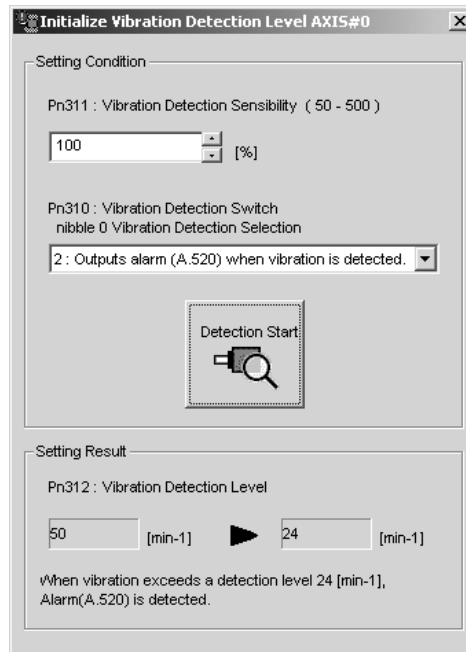 Initialize Vibration Detection Level AXIS#0
Setting Condition
Pn311 : Vibration Detection Sensibility ( 50 - 500 )
100
[%]
Pn310 : Vibration Detection Switch
nibble 0 Vibration Detection Selection
2 : Outputs alarm (A.520) when vibration is detected.
Detection Start
Setting Result
Pn312 : Vibration Detection Level
50 [min-1] 24 [min-1]
When vibration exceeds a detection level 24 [min-1],
Alarm(A.520) is detected.